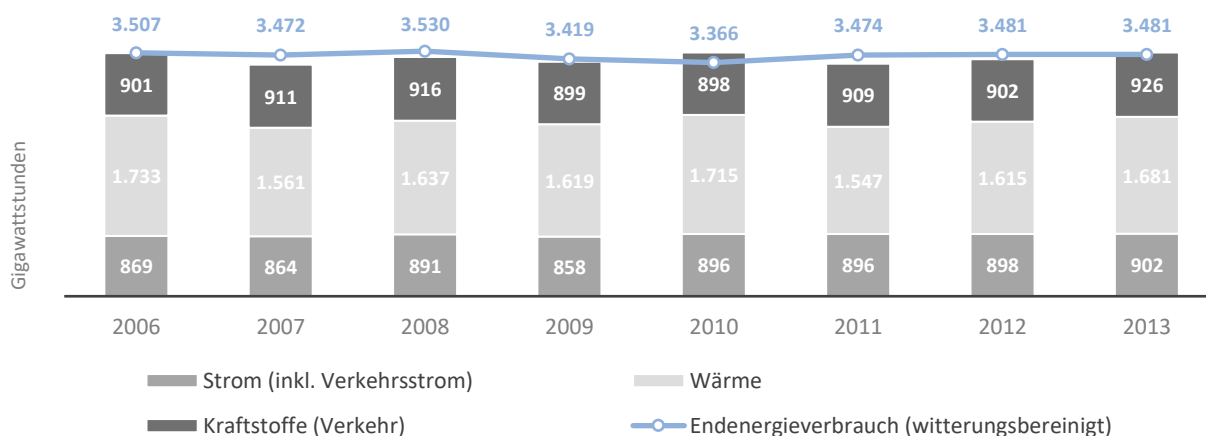 3.507 3.472 3.530 3.419 3.366 3.474 3.481 3.481
901 911 916 899 898 909 902 926
1.733 1.561 1.637 1.619 1.715 1.547 1.615 1.681
869 864 891 858 896 896 898 902
Gigawattstunden
2006 2007 2008 2009 2010 2011 2012 2013
Strom (inkl. Verkehrsstrom) Wärme
Kraftstoffe (Verkehr) Endenergieverbrauch (witterungsbereinigt)